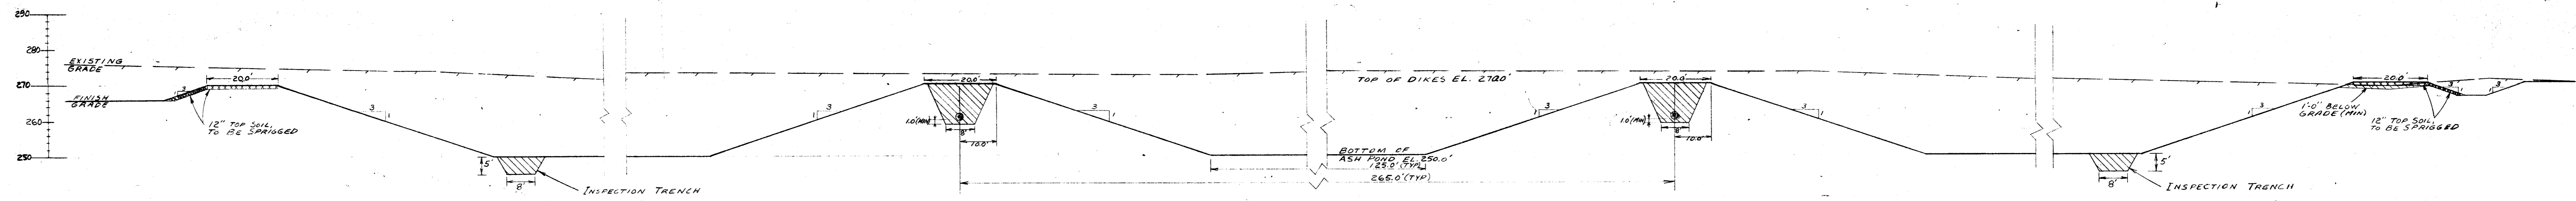 290
280
270
260
250
EXISTING
GRADE
FINISH
GRADE
3
1
20.0'
12" TOP SOIL,
TO BE SPRIGGED
3
1
5'
8'
INSPECTION TRENCH
3
1
20.0'
1.0'(MIN)
8'
10.0'
3
1
TOP OF DIKES EL. 270.0'
BOTTOM OF
ASH POND EL. 250.0'
125.0' (TYP)
265.0' (TYP)
3
1
20.0'
1.0'(MIN)
8'
10.0'
3
1
3
1
20.0'
1'-0" BELOW
GRADE (MIN)
12" TOP SOIL,
TO BE SPRIGGED
3
1
3
1
5'
8'
INSPECTION TRENCH